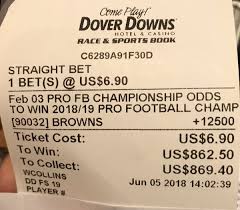 Come Play!
DOVER DOWNS
HOTEL & CASINO
RACE & SPORTS BOOK
C6289A91F30D
STRAIGHT BET
1 BET(S) @ US$6.90
Feb 03 PRO FB CHAMPIONSHIP ODDS
TO WIN 2018/19 PRO FOOTBALL CHAMP
[90032] BROWNS +12500
Ticket Cost: US$6.90
To Win: US$862.50
To Collect: US$869.40
WCOLLINS Jun 05 2018 14:02:39
DD FS 19
PLAYER #